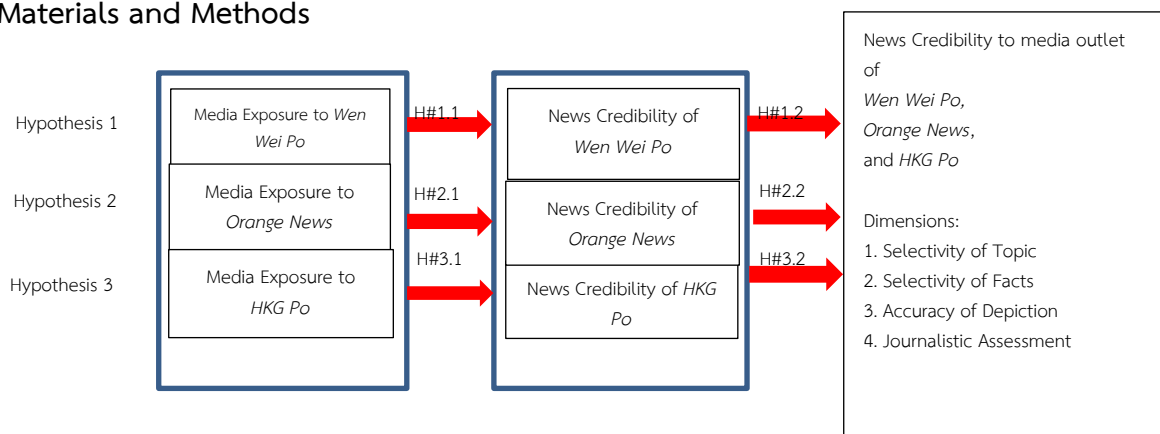 Materials and Methods
Hypothesis 1
Hypothesis 2
Hypothesis 3
Media Exposure to Wen
Wei Po
Media Exposure to
Orange News
Media Exposure to
HKG Po
H#1.1
H#2.1
H#3.1
News Credibility of
Wen Wei Po
News Credibility of
Orange News
News Credibility of HKG
Po
H#1.2
H#2.2
H#3.2
News Credibility to media outlet
of
Wen Wei Po,
Orange News,
and HKG Po
Dimensions:
1. Selectivity of Topic
2. Selectivity of Facts
3. Accuracy of Depiction
4. Journalistic Assessment